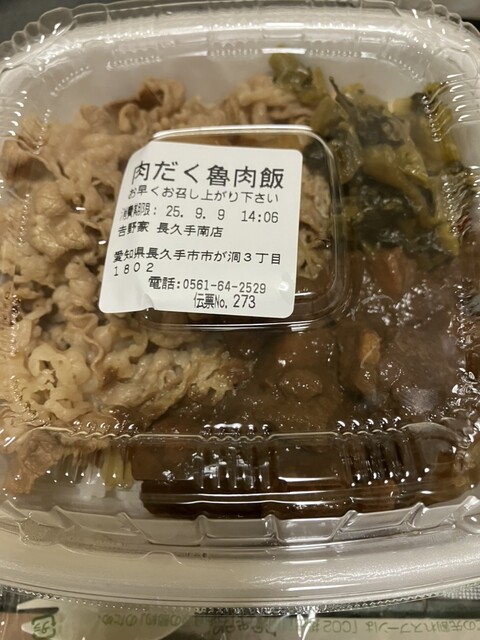 肉だく魯肉飯
お早くお召し上がり下さい
消費期限: 25. 9. 9 14:06
吉野家 長久手南店
愛知県長久手市市が洞3丁目
1802
電話:0561-64-2529
伝票No. 273